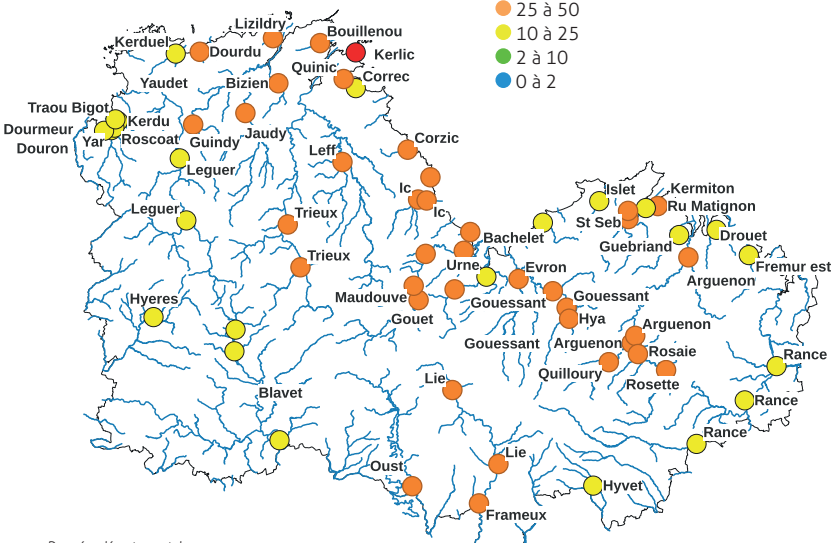 25 à 50
10 à 25
2 à 10
0 à 2
Lizildry
Bouillenou
Kerduel
Dourdu
Kerlic
Quinic
Correc
Yaudet
Bizien
Traou Bigot
Kerdu
Dourmeur
Yar
Roscoat
Guindy
Jaudy
Corzic
Douron
Leff
Leguer
Ic
Islet
Kermiton
Leguer
Trieux
Ic
Ru Matignon
St Seb
Bachelet
Guebriand
Drouet
Trieux
Urne
Evron
Fremur est
Arguenon
Hyeres
Maudouve
Gouessant
Gouessant
Gouet
Hya
Arguenon
Gouessant
Arguenon
Rosaie
Rance
Quilloury
Rosette
Lie
Blavet
Rance
Rance
Lie
Oust
Hyvet
Frameux